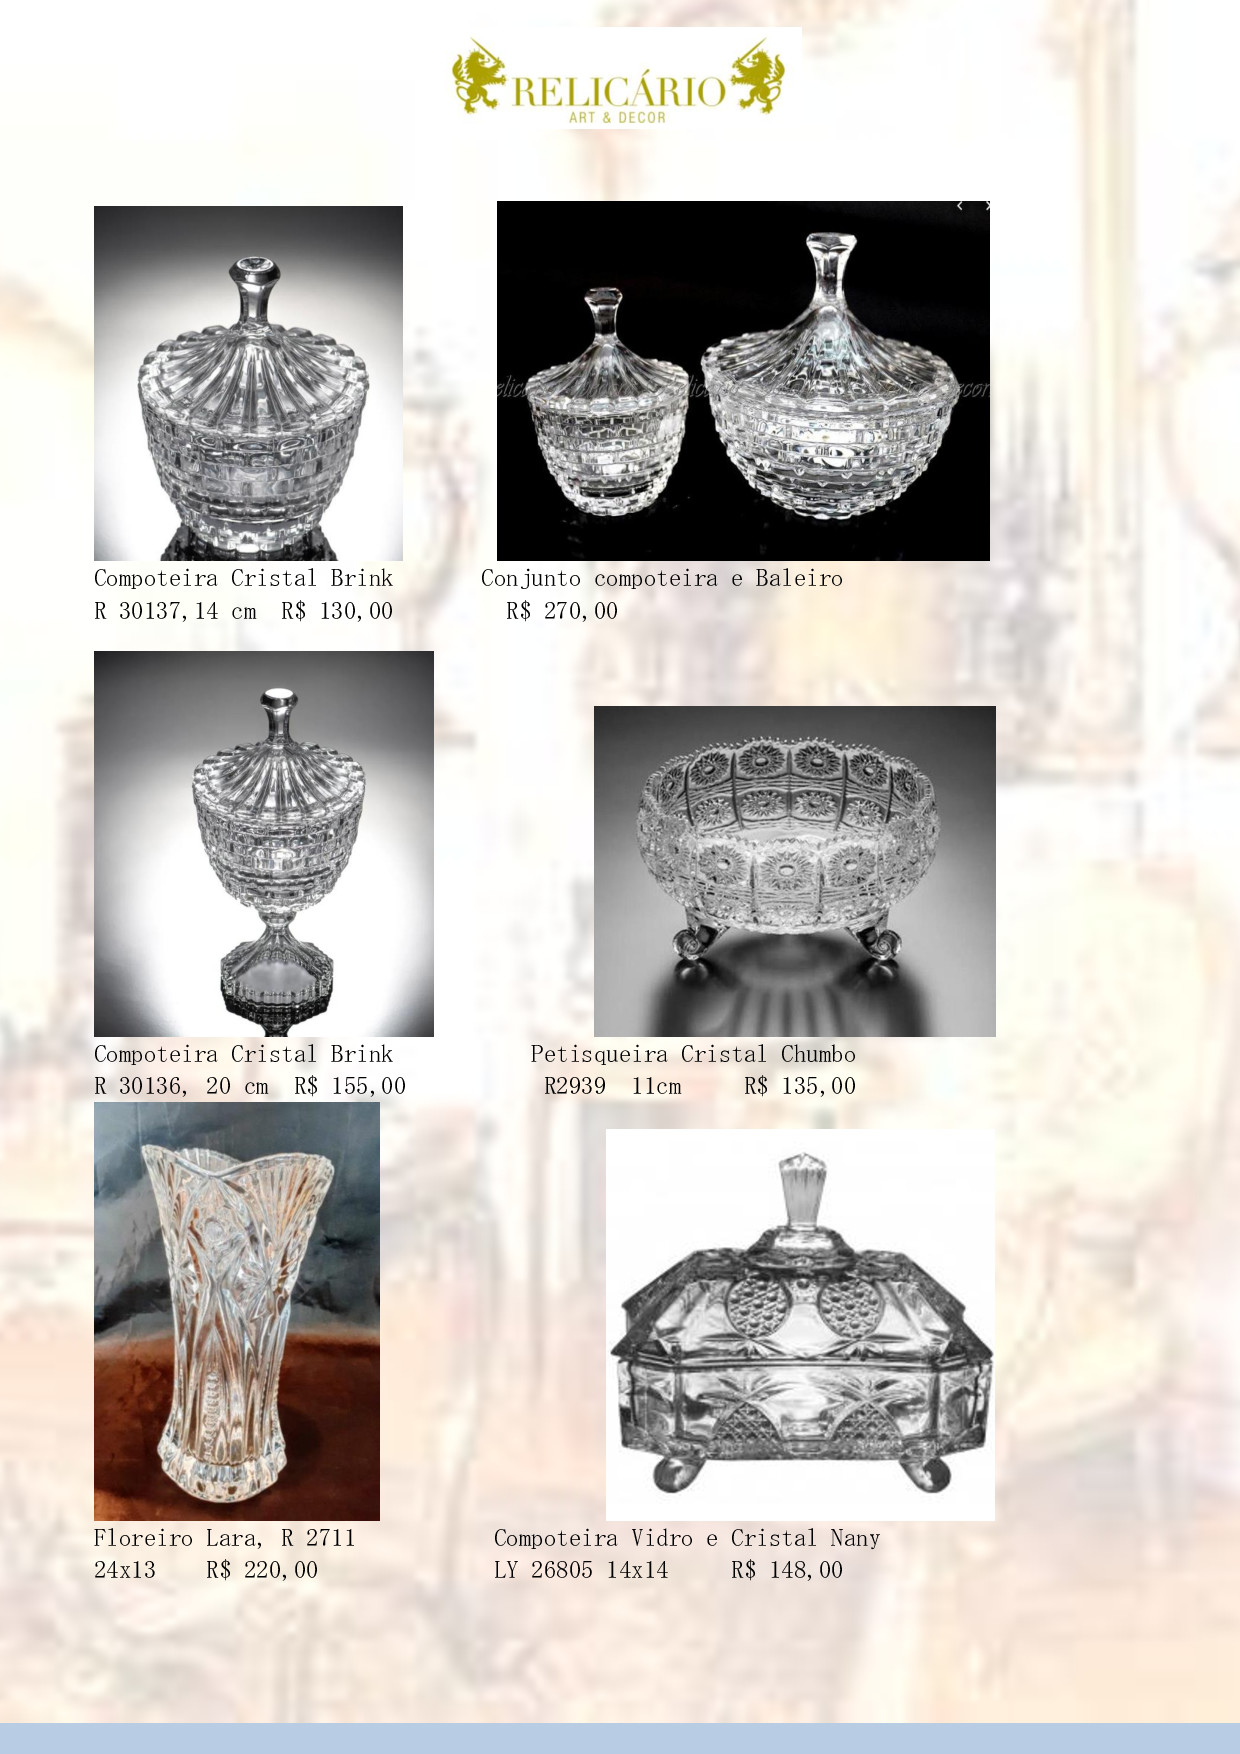 RELICÁRIO
ART & DECOR
Compoteira Cristal Brink
R 30137,14 cm R$ 130,00
Conjunto compoteira e Baleiro
R$ 270,00
Compoteira Cristal Brink
R 30136, 20 cm R$ 155,00
Petisqueira Cristal Chumbo
R2939 11cm R$ 135,00
Floreiro Lara, R 2711
24x13 R$ 220,00
Compoteira Vidro e Cristal Nany
LY 26805 14x14 R$ 148,00